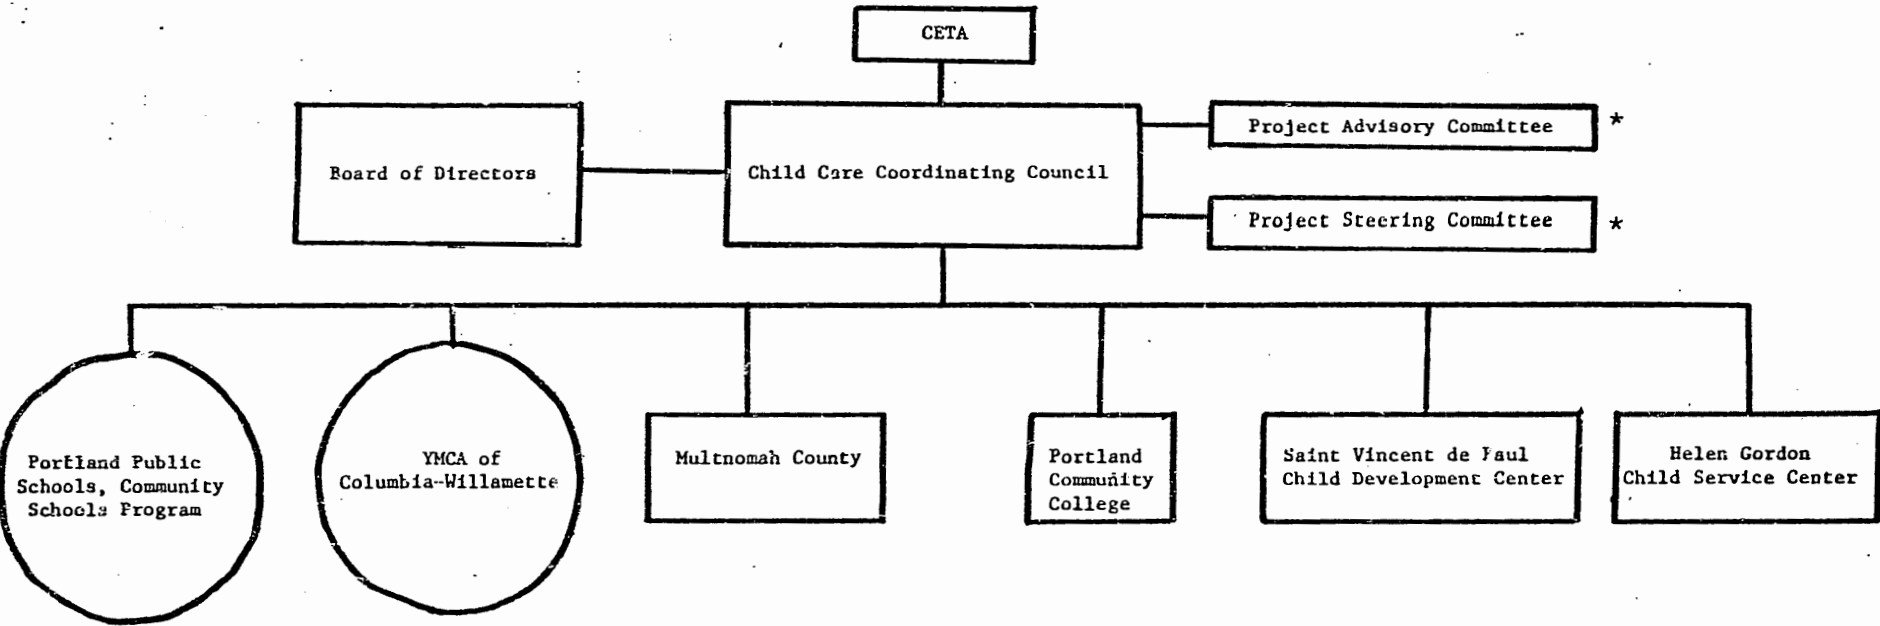 CETA
Board of Directors
Child Care Coordinating Council
Project Advisory Committee *
Project Steering Committee *
Portland Public
Schools, Community
Schools Program
YMCA of
Columbia-Willamette
Multnomah County
Portland
Community
College
Saint Vincent de Paul
Child Development Center
Helen Gordon
Child Service Center